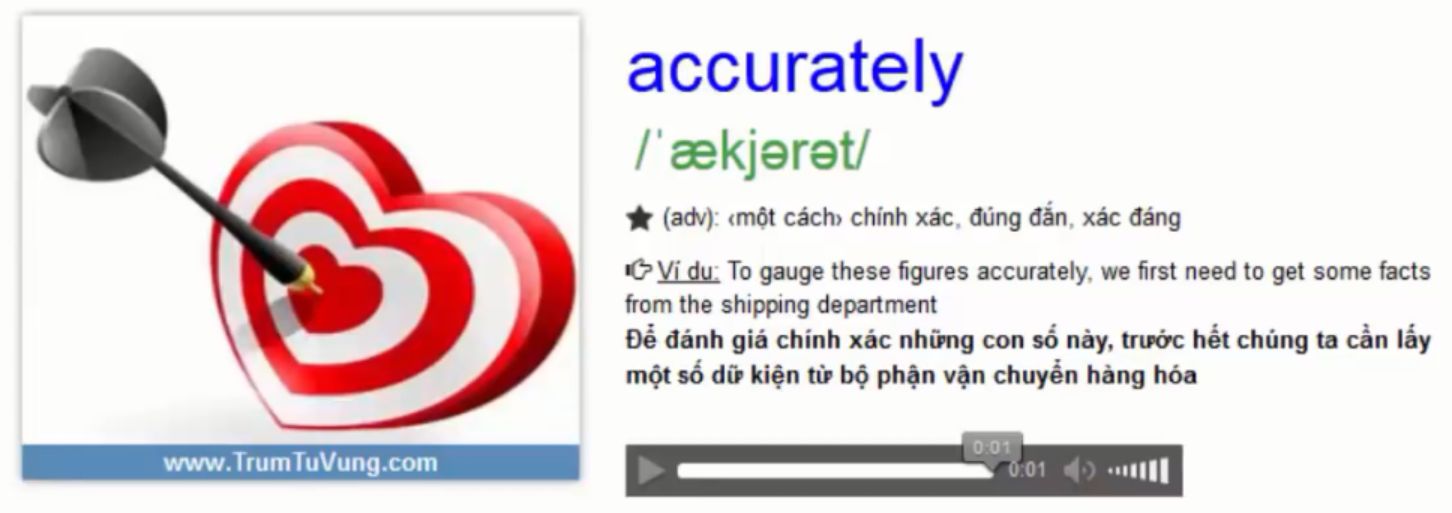 accurately
/ˈækjərət/
★ (adv): ‹một cách› chính xác, đúng đắn, xác đáng
Ví du: To gauge these figures accurately, we first need to get some facts
from the shipping department
Để đánh giá chính xác những con số này, trước hết chúng ta cần lấy
một số dữ kiện từ bộ phận vận chuyển hàng hóa
www.TrumTuVung.com
0:01
0:01